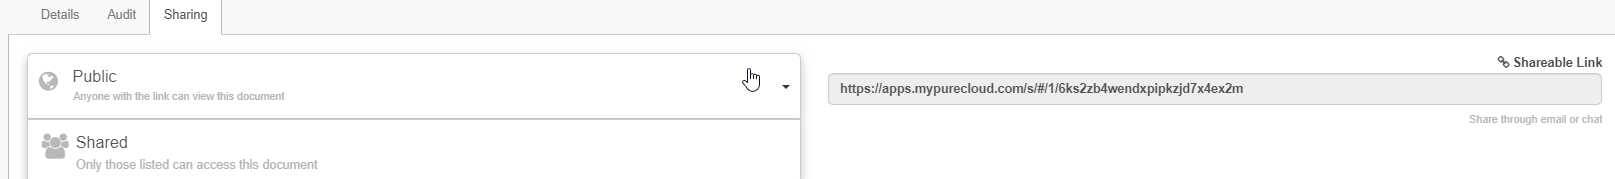 Details
Audit
Sharing
Public
Anyone with the link can view this document
Shared
Only those listed can access this document
Shareable Link
https://apps.mypurecloud.com/s/#/1/6ks2zb4wendxpipkzjd7x4ex2m
Share through email or chat